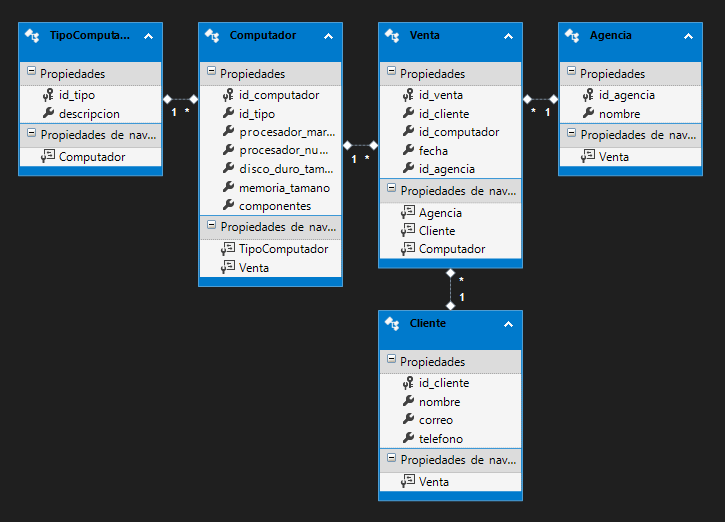 TipoComputa...
Propiedades
id_tipo
descripcion
Propiedades de nav...
Computador
1 *
Computador
Propiedades
id_computador
id_tipo
procesador_mar...
procesador_nu...
disco_duro_tam...
memoria_tamano
componentes
Propiedades de nav...
TipoComputador
Venta
1 *
Venta
Propiedades
id_venta
id_cliente
id_computador
fecha
id_agencia
Propiedades de nav...
Agencia
Cliente
Computador
* 1
Agencia
Propiedades
id_agencia
nombre
Propiedades de nav...
Venta
*
1
Cliente
Propiedades
id_cliente
nombre
correo
telefono
Propiedades de nav...
Venta